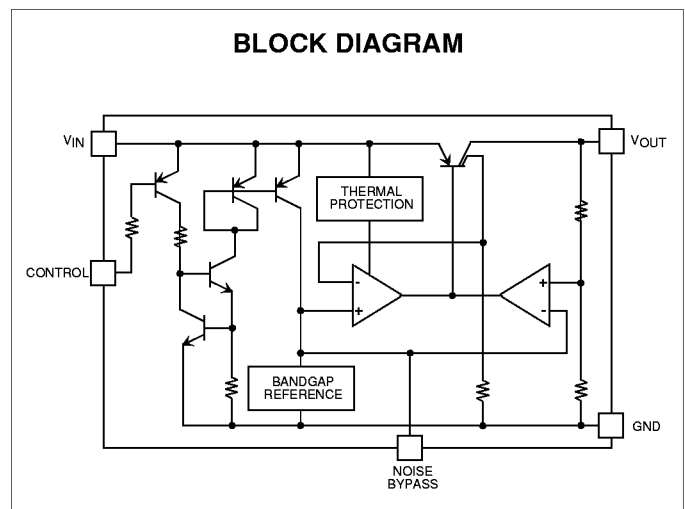 BLOCK DIAGRAM
VIN
VOUT
THERMAL
PROTECTION
CONTROL
-
+
+
-
BANDGAP
REFERENCE
GND
NOISE
BYPASS